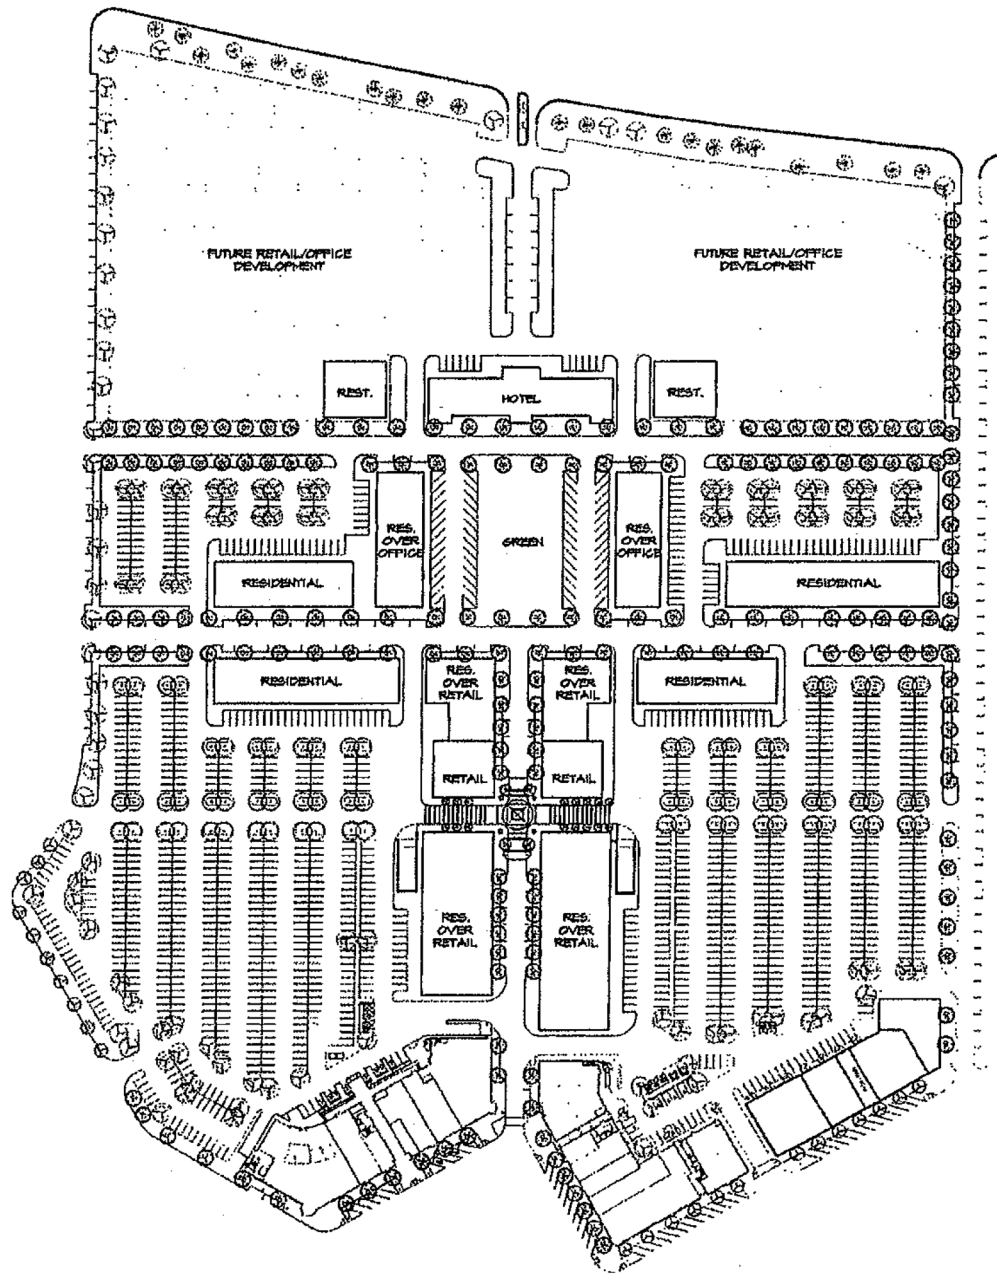 FUTURE RETAIL/OFFICE
DEVELOPMENT
FUTURE RETAIL/OFFICE
DEVELOPMENT
REST.
HOTEL
REST.
RES.
OVER
OFFICE
GREEN
RES.
OVER
OFFICE
RESIDENTIAL
RESIDENTIAL
RESIDENTIAL
RES.
OVER
RETAIL
RES.
OVER
RETAIL
RESIDENTIAL
RETAIL
RETAIL
RES.
OVER
RETAIL
RES.
OVER
RETAIL